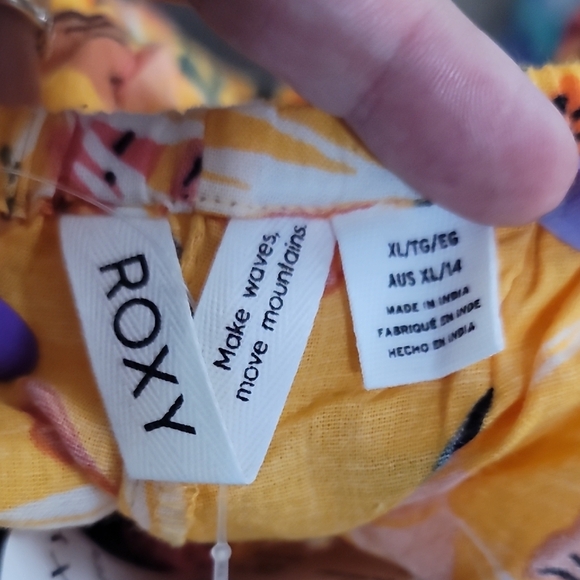 ROXY
Make waves,
move mountains.
XL/TG/EG
AUS XL/14
MADE IN INDIA
FABRIQUÉ EN INDE
HECHO EN INDIA